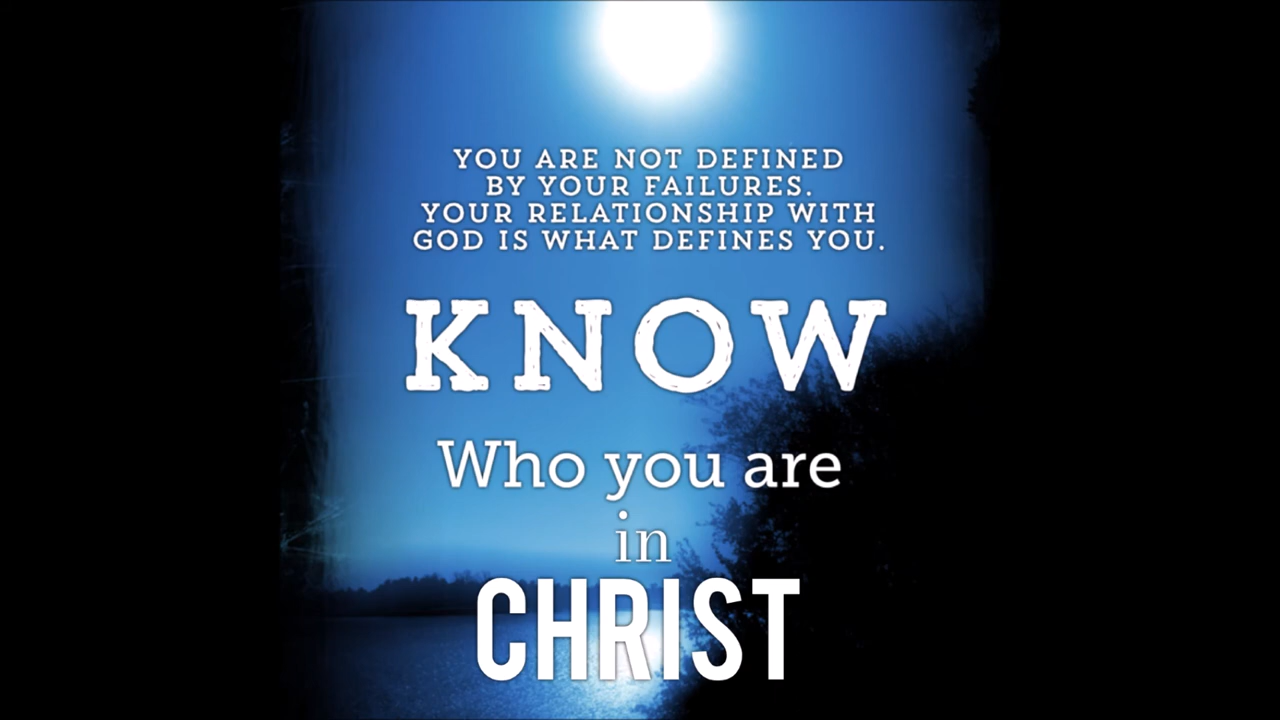 YOU ARE NOT DEFINED
BY YOUR FAILURES.
YOUR RELATIONSHIP WITH
GOD IS WHAT DEFINES YOU.
KNOW
Who you are
in
CHRIST